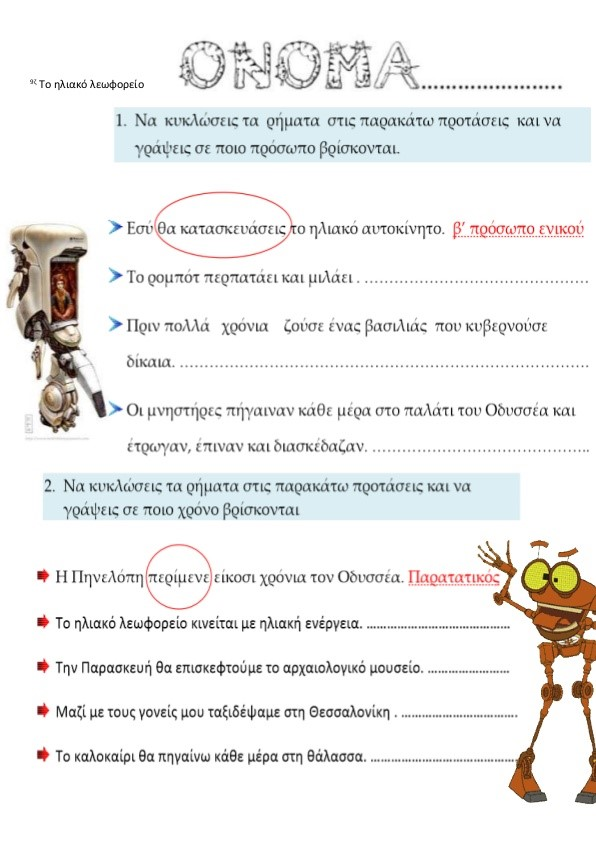 ΟΝΟΜΑ......................
92 Το ηλιακό λεωφορείο
1. Να κυκλώσεις τα ρήματα στις παρακάτω προτάσεις και να
γράψεις σε ποιο πρόσωπο βρίσκονται.
Εσύ θα κατασκευάσεις το ηλιακό αυτοκίνητο. β’ πρόσωπο ενικού
Το ρομπότ περπατάει και μιλάει . ………………………………………
Πριν πολλά χρόνια ζούσε ένας βασιλιάς που κυβερνούσε
δίκαια. ………………………………………………………………………
Οι μνηστήρες πήγαιναν κάθε μέρα στο παλάτι του Οδυσσέα και
έτρωγαν, έπιναν και διασκέδαζαν. ……………………………………..
2. Να κυκλώσεις τα ρήματα στις παρακάτω προτάσεις και να
γράψεις σε ποιο χρόνο βρίσκονται
Η Πηνελόπη περίμενε είκοσι χρόνια τον Οδυσσέα. Παρατατικός
Το ηλιακό λεωφορείο κινείται με ηλιακή ενέργεια. …………………………………
Την Παρασκευή θα επισκεφτούμε το αρχαιολογικό μουσείο. ……………………
Μαζί με τους γονείς μου ταξιδέψαμε στη Θεσσαλονίκη . …………………………….
Το καλοκαίρι θα πηγαίνω κάθε μέρα στη θάλασσα. ……………………………………